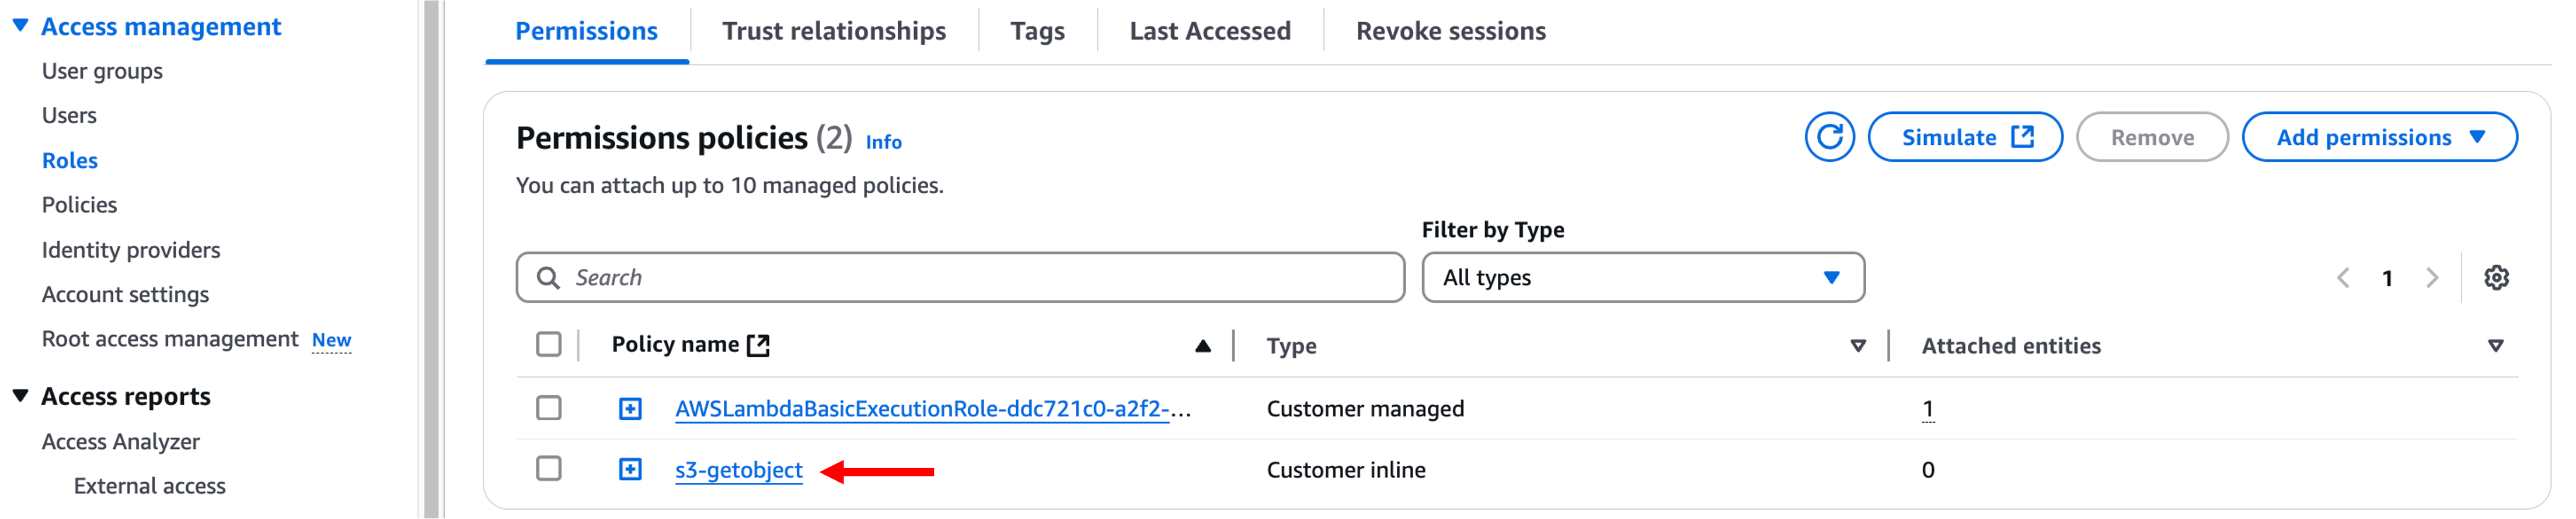 Access management
User groups
Users
Roles
Policies
Identity providers
Account settings
Root access management New
Access reports
Access Analyzer
External access
Permissions Trust relationships Tags Last Accessed Revoke sessions
Permissions policies (2) Info
Simulate Remove Add permissions
You can attach up to 10 managed policies.
Filter by Type
Search All types 1
Policy name Type Attached entities
AWSLambdaBasicExecutionRole-ddc721c0-a2f2-... Customer managed 1
s3-getobject Customer inline 0